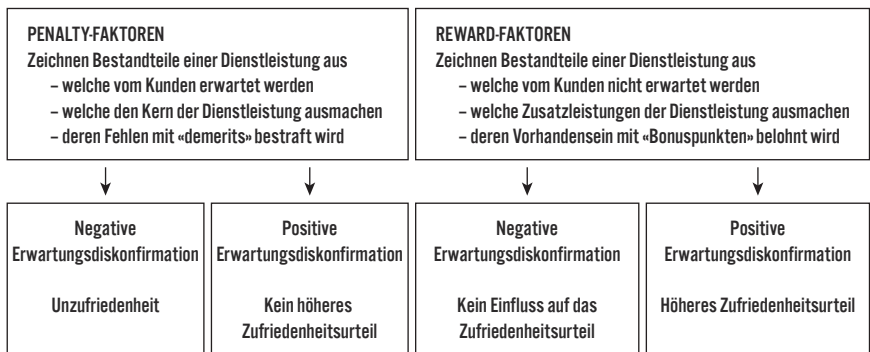 PENALTY-FAKTOREN
Zeichnen Bestandteile einer Dienstleistung aus
– welche vom Kunden erwartet werden
– welche den Kern der Dienstleistung ausmachen
– deren Fehlen mit «demerits» bestraft wird
REWARD-FAKTOREN
Zeichnen Bestandteile einer Dienstleistung aus
– welche vom Kunden nicht erwartet werden
– welche Zusatzleistungen der Dienstleistung ausmachen
– deren Vorhandensein mit «Bonuspunkten» belohnt wird
Negative
Erwartungsdiskonfirmation
Unzufriedenheit
Positive
Erwartungsdiskonfirmation
Kein höheres
Zufriedenheitsurteil
Negative
Erwartungsdiskonfirmation
Kein Einfluss auf das
Zufriedenheitsurteil
Positive
Erwartungsdiskonfirmation
Höheres Zufriedenheitsurteil